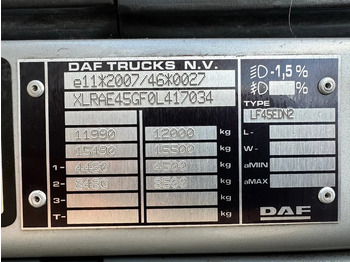 DAF TRUCKS N.V.
e11*2007/46*0027
XLRAE45GF0L417034
11990 12000 kg
15490 15500 kg
1- kg
2- kg
3- kg
T- kg
-1,5%
%
TYPE
LF45EDN2
L-
W-
aMIN
aMAX
DAF